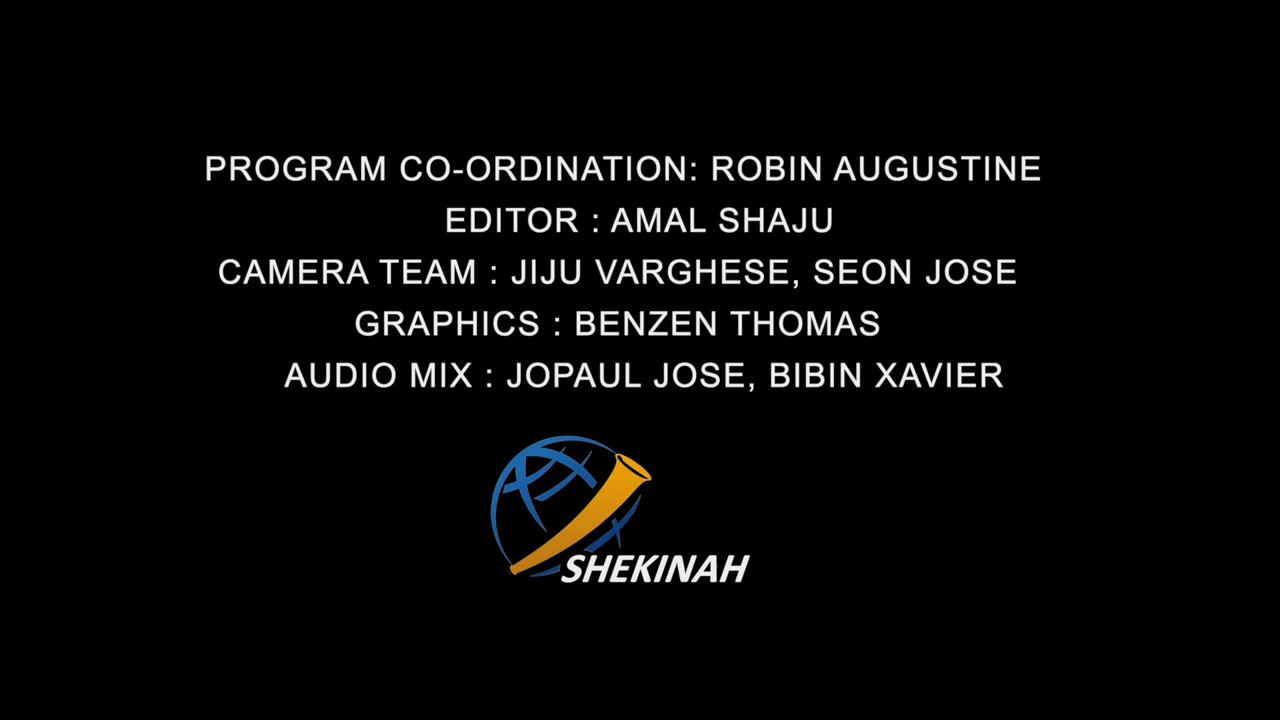 PROGRAM CO-ORDINATION: ROBIN AUGUSTINE
EDITOR : AMAL SHAJU
CAMERA TEAM : JIJU VARGHESE, SEON JOSE
GRAPHICS : BENZEN THOMAS
AUDIO MIX : JOPAUL JOSE, BIBIN XAVIER
SHEKINAH